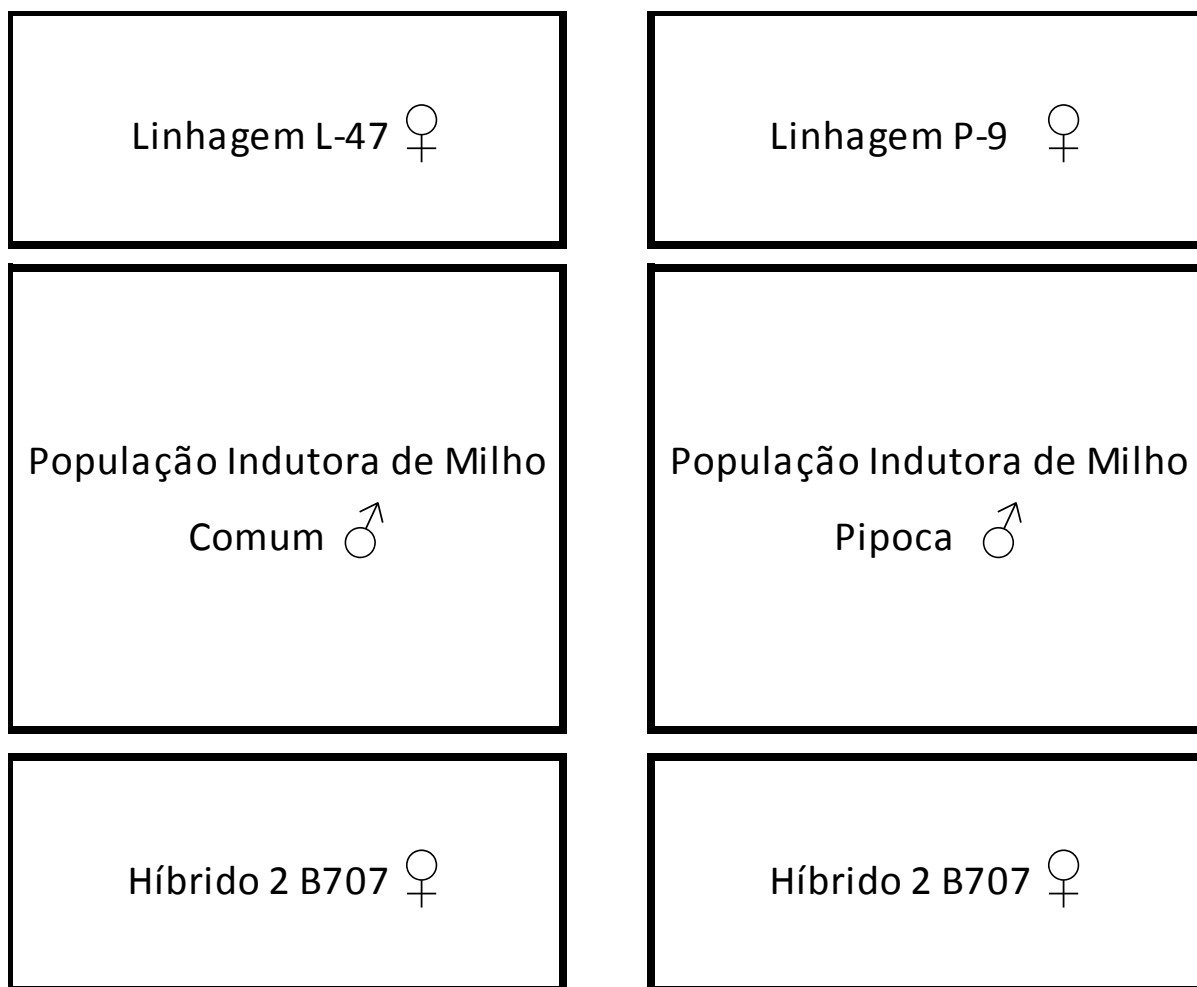 Linhagem L-47 ♀
Linhagem P-9 ♀
População Indutora de Milho
Comum ♂
População Indutora de Milho
Pipoca ♂
Híbrido 2 B707 ♀
Híbrido 2 B707 ♀